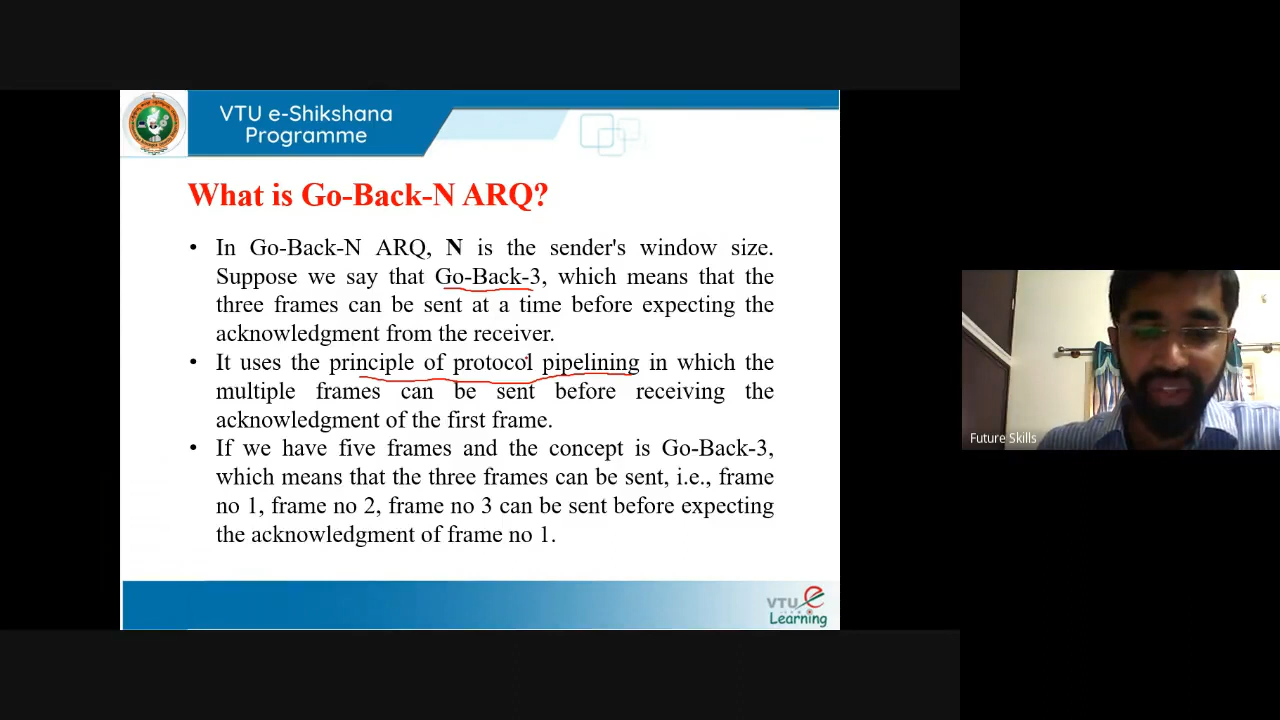 VTU e-Shikshana
Programme
What is Go-Back-N ARQ?
• In Go-Back-N ARQ, N is the sender's window size.
Suppose we say that Go-Back-3, which means that the
three frames can be sent at a time before expecting the
acknowledgment from the receiver.
• It uses the principle of protocol pipelining in which the
multiple frames can be sent before receiving the
acknowledgment of the first frame.
• If we have five frames and the concept is Go-Back-3,
which means that the three frames can be sent, i.e., frame
no 1, frame no 2, frame no 3 can be sent before expecting
the acknowledgment of frame no 1.
VTU e
Learning
Future Skills